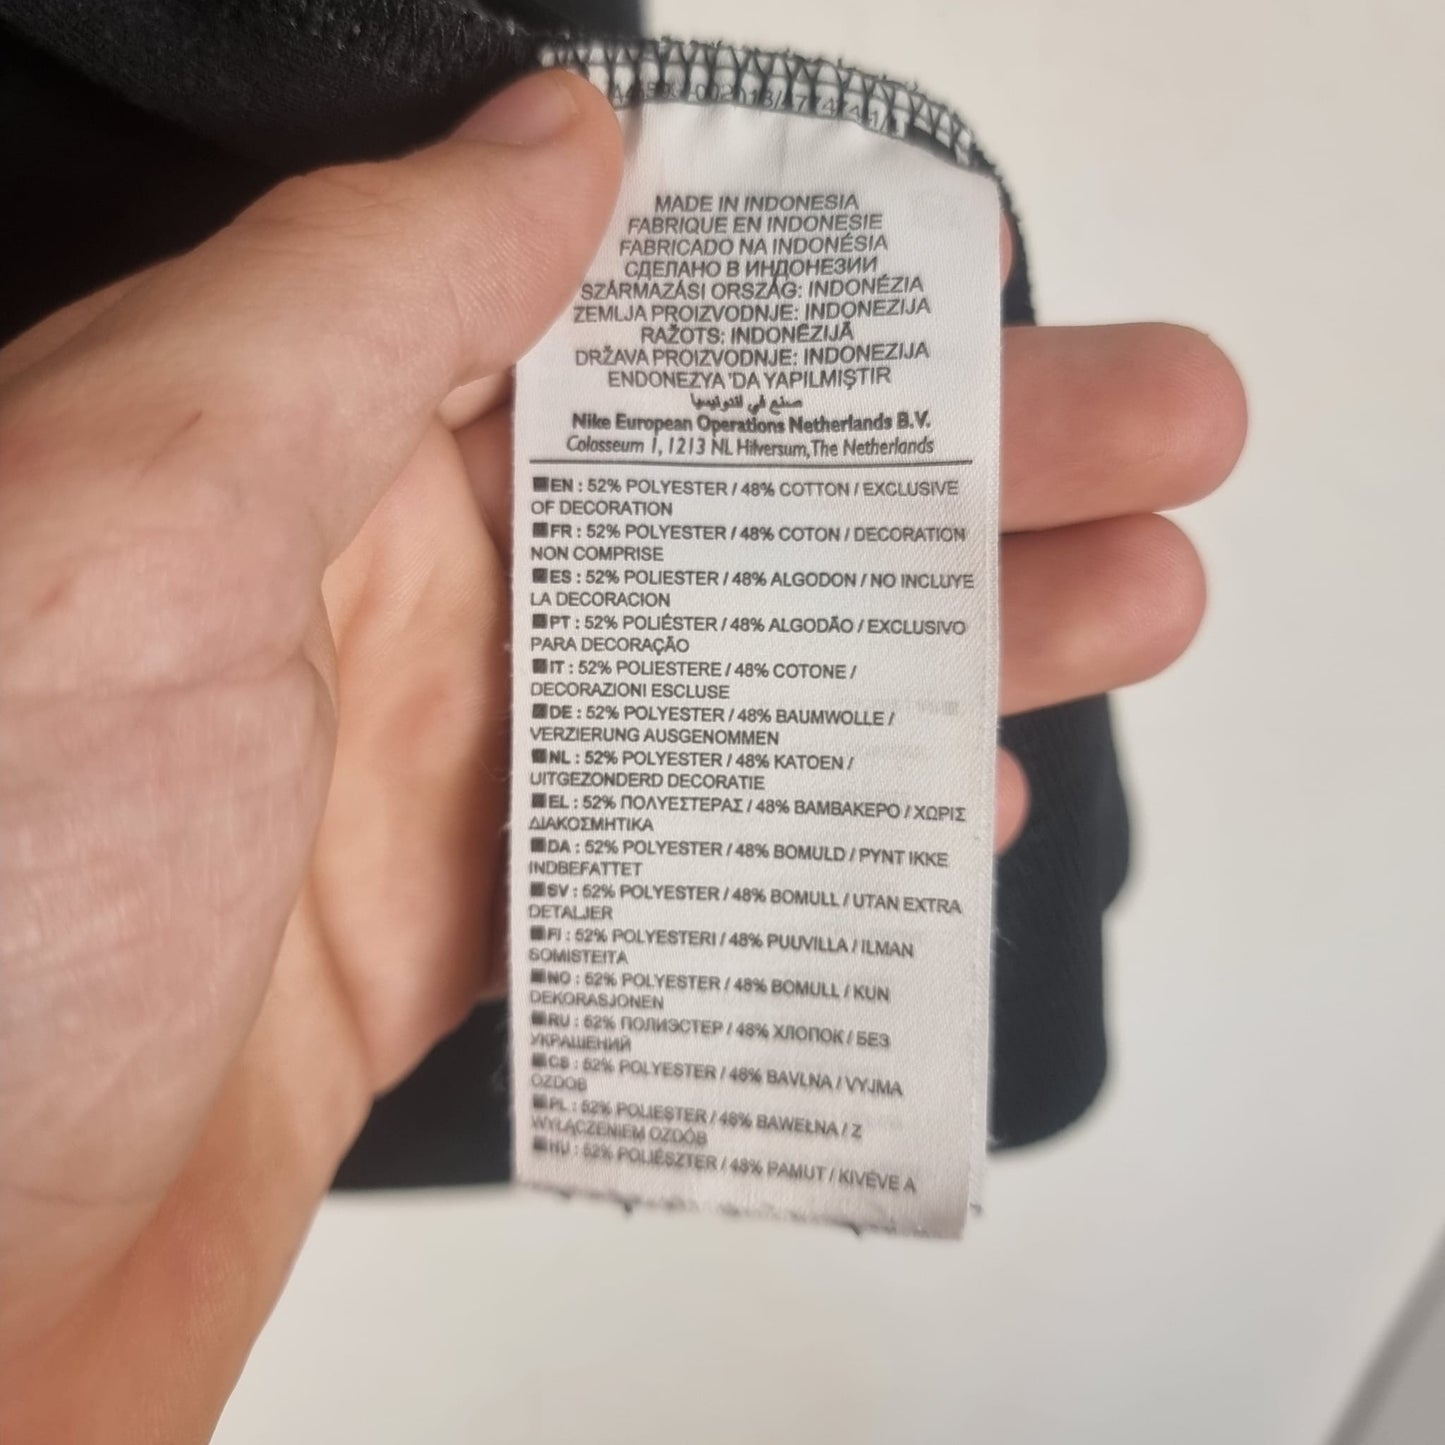 MADE IN INDONESIA
FABRIQUE EN INDONESIE
FABRICADO NA INDONÉSIA
СДЕЛАНО В ИНДОНЕЗИИ
SZÁRMAZÁSI ORSZÁG: INDONÉZIA
ZEMLJA PROIZVODNJE: INDONEZIJA
RAŽOTS: INDONĒZIJĀ
DRŽAVA PROIZVODNJE: INDONEZIJA
ENDONEZYA 'DA YAPILMIŞTIR
صنع في اندونيسيا
Nike European Operations Netherlands B.V.
Colosseum 1, 1213 NL Hilversum, The Netherlands
EN : 52% POLYESTER / 48% COTTON / EXCLUSIVE
OF DECORATION
FR : 52% POLYESTER / 48% COTON / DECORATION
NON COMPRISE
ES : 52% POLIESTER / 48% ALGODON / NO INCLUYE
LA DECORACION
PT : 52% POLIÉSTER / 48% ALGODÃO / EXCLUSIVO
PARA DECORAÇÃO
IT : 52% POLIESTERE / 48% COTONE /
DECORAZIONI ESCLUSE
DE : 52% POLYESTER / 48% BAUMWOLLE /
VERZIERUNG AUSGENOMMEN
NL : 52% POLYESTER / 48% KATOEN /
UITGEZONDERD DECORATIE
EL : 52% ΠΟΛΥΕΣΤΕΡΑΣ / 48% ΒΑΜΒΑΚΕΡΟ / ΧΩΡΙΣ
ΔΙΑΚΟΣΜΗΤΙΚΑ
DA : 52% POLYESTER / 48% BOMULD / PYNT IKKE
INDBEFATTET
SV : 52% POLYESTER / 48% BOMULL / UTAN EXTRA
DETALJER
FI : 52% POLYESTERI / 48% PUUVILLA / ILMAN
SOMISTEITA
NO : 52% POLYESTER / 48% BOMULL / KUN
DEKORASJONEN
RU : 52% ПОЛИЭСТЕР / 48% ХЛОПОК / БЕЗ
УКРАШЕНИЙ
CS : 52% POLYESTER / 48% BAVLNA / VYJMA
OZDOB
PL : 52% POLIESTER / 48% BAWEŁNA / Z
WYŁĄCZENIEM OZDÓB
HU : 52% POLIÉSZTER / 48% PAMUT / KIVÉVE A